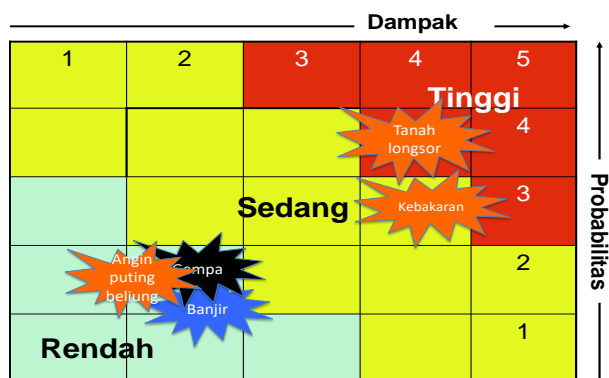 Dampak
1 2 3 4 5
Tinggi
Tanah
longsor
4
Sedang
Kebakaran
3
Angin
puting
beliung
Gempa
2
Banjir
Rendah
1
Probabilitas